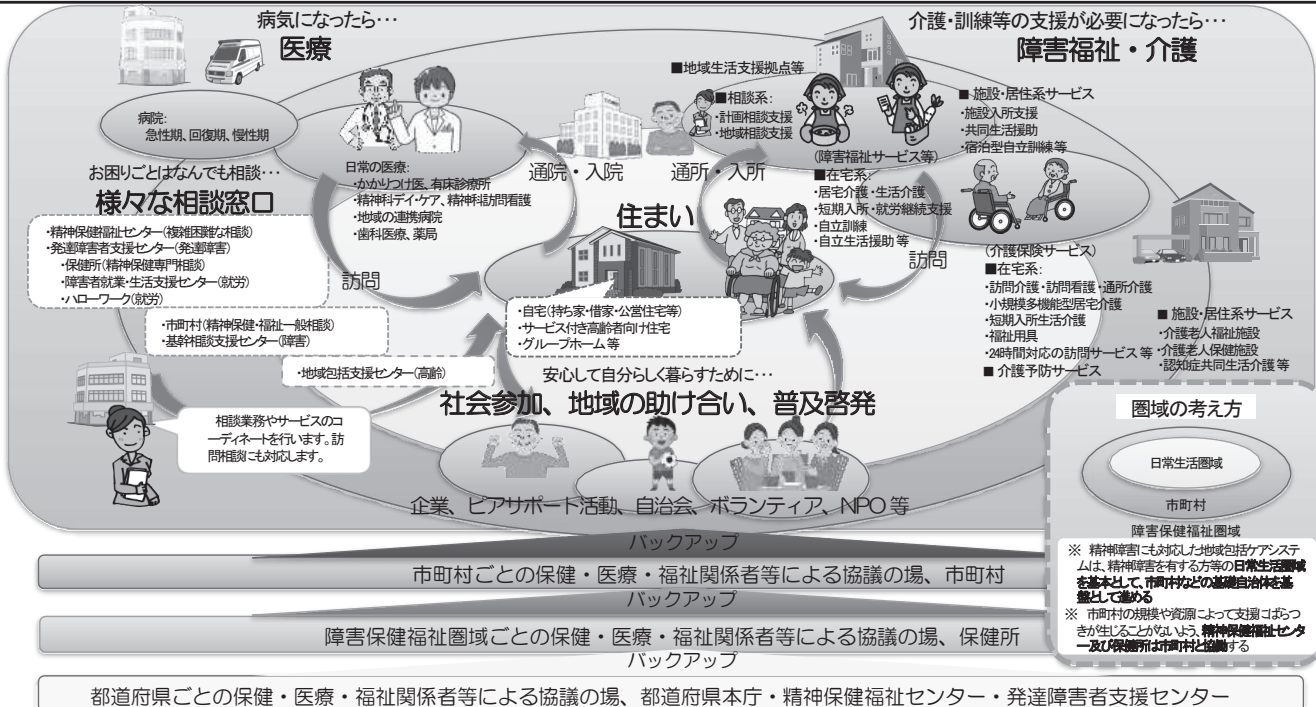 病気になったら…
医療
病院:
急性期、回復期、慢性期
日常の医療:
・かかりつけ医、有床診療所
・精神科デイ・ケア、精神科訪問看護
・地域の連携病院
・歯科医療、薬局
お困りごとはなんでも相談…
様々な相談窓口
・精神保健福祉センター(複雑困難な相談)
・発達障害者支援センター(発達障害)
・保健所(精神保健専門相談)
・障害者就業・生活支援センター(就労)
・ハローワーク(就労)
・市町村(精神保健・福祉一般相談)
・基幹相談支援センター(障害)
・地域包括支援センター(高齢)
相談業務やサービスのコ
ーディネートを行います。訪
問相談にも対応します。
訪問
通院・入院
通所・入所
訪問
住まい
・自宅(持ち家・借家・公営住宅等)
・サービス付き高齢者向け住宅
・グループホーム 等
介護・訓練等の支援が必要になったら…
障害福祉・介護
■地域生活支援拠点等
■相談系:
・計画相談支援
・地域相談支援
(障害福祉サービス等)
■在宅系:
・居宅介護・生活介護
・短期入所・就労継続支援
・自立訓練
・自立生活援助 等
■ 施設・居住系サービス
・施設入所支援
・共同生活援助
・宿泊型自立訓練 等
(介護保険サービス)
■在宅系:
・訪問介護・訪問看護・通所介護
・小規模多機能型居宅介護
・短期入所生活介護
・福祉用具
・24時間対応の訪問サービス 等
■ 介護予防サービス
■ 施設・居住系サービス
・介護老人福祉施設
・介護老人保健施設
・認知症共同生活介護 等
安心して自分らしく暮らすために…
社会参加、地域の助け合い、普及啓発
企業、ピアサポート活動、自治会、ボランティア、NPO 等
圏域の考え方
日常生活圏域
市町村
障害保健福祉圏域
※ 精神障害にも対応した地域包括ケアシステ
ムは、精神障害を有する方等の日常生活圏域
を基本として、市町村などの基礎自治体を基
盤として進める
※ 市町村の規模や資源によって支援にばらつ
きが生じることがないよう、精神保健福祉センタ
ー及び保健所は市町村と協働する
バックアップ
市町村ごとの保健・医療・福祉関係者等による協議の場、市町村
バックアップ
障害保健福祉圏域ごとの保健・医療・福祉関係者等による協議の場、保健所
バックアップ
都道府県ごとの保健・医療・福祉関係者等による協議の場、都道府県本庁・精神保健福祉センター・発達障害者支援センター